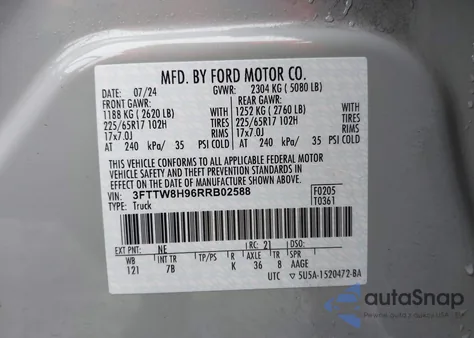 MFD. BY FORD MOTOR CO.
DATE: 07/24 GVWR: 2304 KG (5080 LB)
FRONT GAWR: REAR GAWR:
1188 KG (2620 LB) WITH 1252 KG (2760 LB) WITH
225/65R17 102H TIRES 225/65R17 102H TIRES
17x7.0J RIMS 17x7.0J RIMS
AT 240 kPa/ 35 PSI COLD AT 240 kPa/ 35 PSI COLD
THIS VEHICLE CONFORMS TO ALL APPLICABLE FEDERAL MOTOR
VEHICLE SAFETY AND THEFT PREVENTION STANDARDS IN
EFFECT ON THE DATE OF MANUFACTURE SHOWN ABOVE.
VIN: 3FTTW8H96RRB02588 F0205
TYPE: Truck T0361
EXT PNT: NE RC: 21 DSO:
WB INT TR TP/PS R AX TR SPR
121 7B K 36 8 AAGE
UTC 5U5A-1520472-BA
autoSnap
Pewne auto z USA